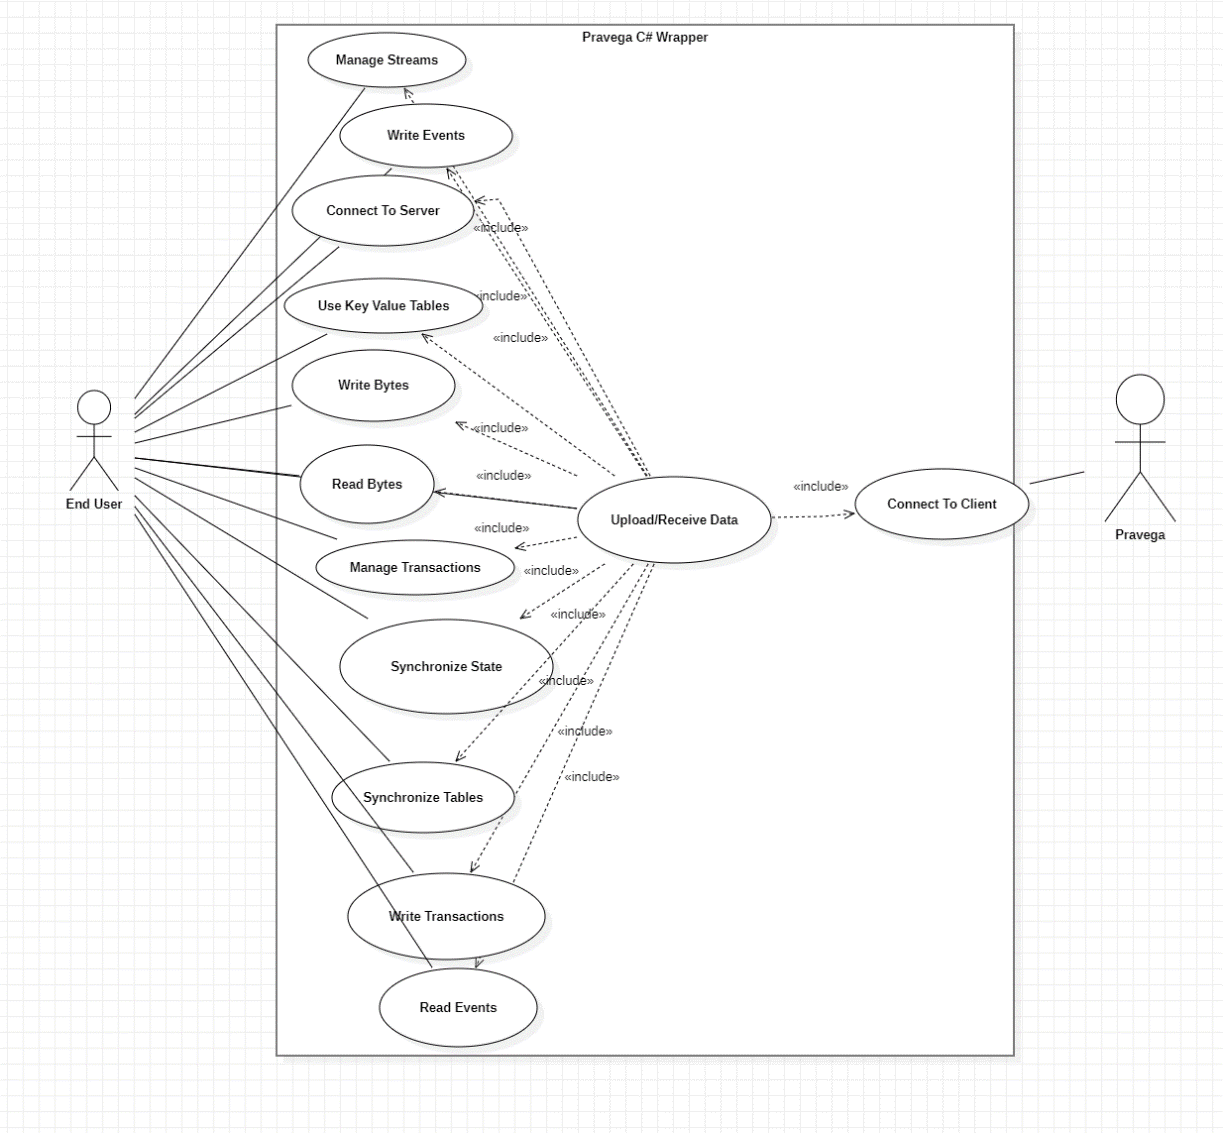 Pravega C# Wrapper
Manage Streams
Write Events
Connect To Server
«include»
«include»
Use Key Value Tables
«include»
Write Bytes
«include»
«include»
Read Bytes
«include»
Connect To Client
End User
Upload/Receive Data
«include»
Pravega
Manage Transactions
«include»
«include»
Synchronize State
«include»
«include»
«include»
Synchronize Tables
Write Transactions
Read Events